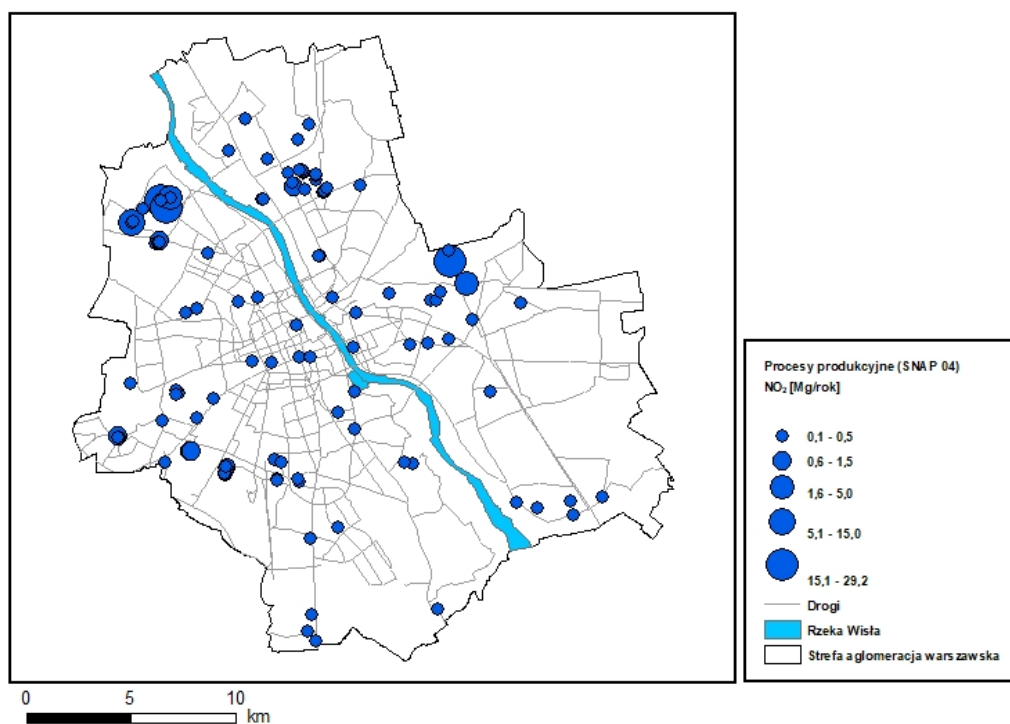 Procesy produkcyjne (SNAP 04)
NO₂ [Mg/rok]
0,1 - 0,5
0,6 - 1,5
1,6 - 5,0
5,1 - 15,0
15,1 - 29,2
Drogi
Rzeka Wisła
Strefa aglomeracja warszawska
0 5 10
km